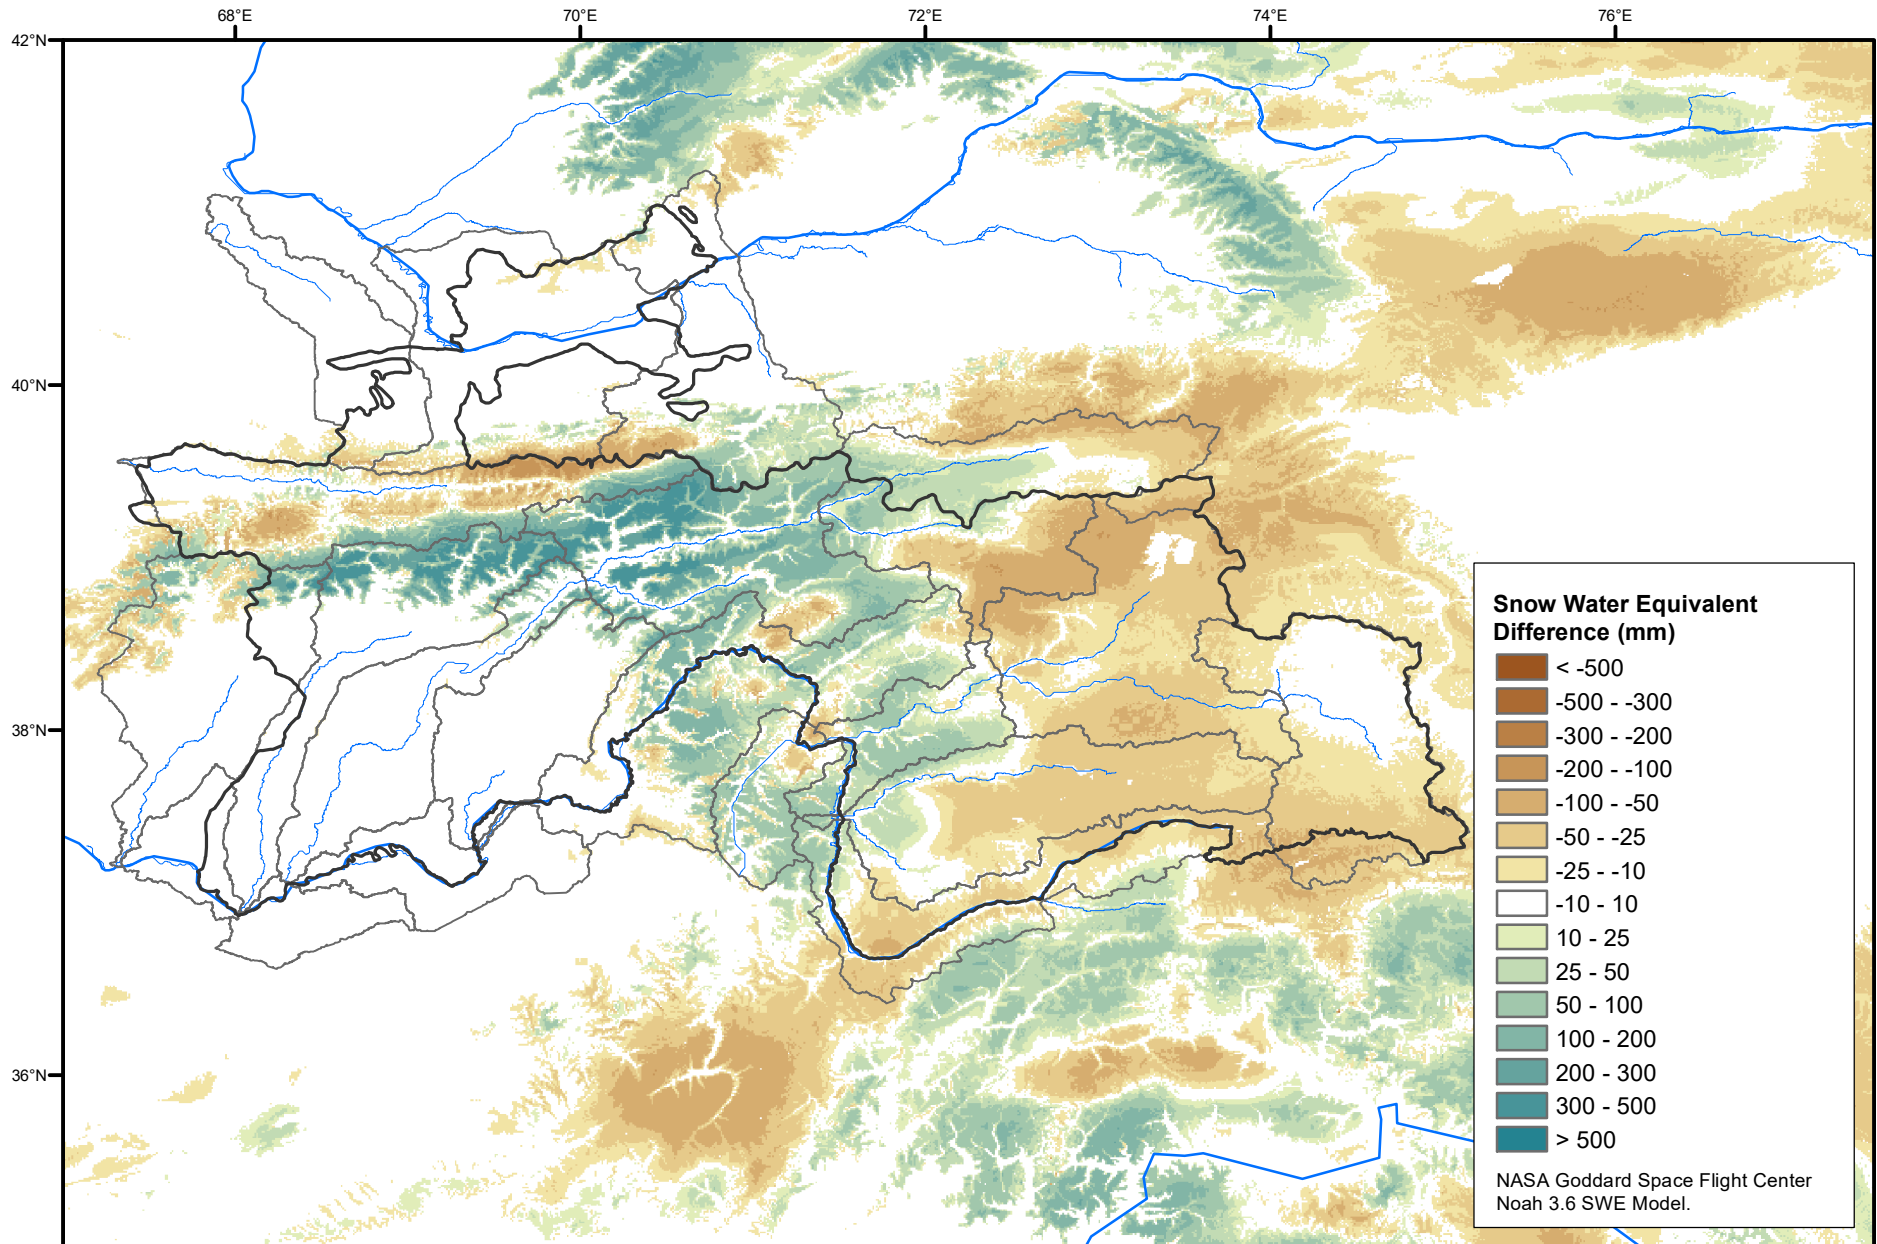 68°E
70°E
72°E
74°E
76°E
42°N
40°N
38°N
36°N
Snow Water Equivalent
Difference (mm)
< -500
-500 - -300
-300 - -200
-200 - -100
-100 - -50
-50 - -25
-25 - -10
-10 - 10
10 - 25
25 - 50
50 - 100
100 - 200
200 - 300
300 - 500
> 500
NASA Goddard Space Flight Center
Noah 3.6 SWE Model.